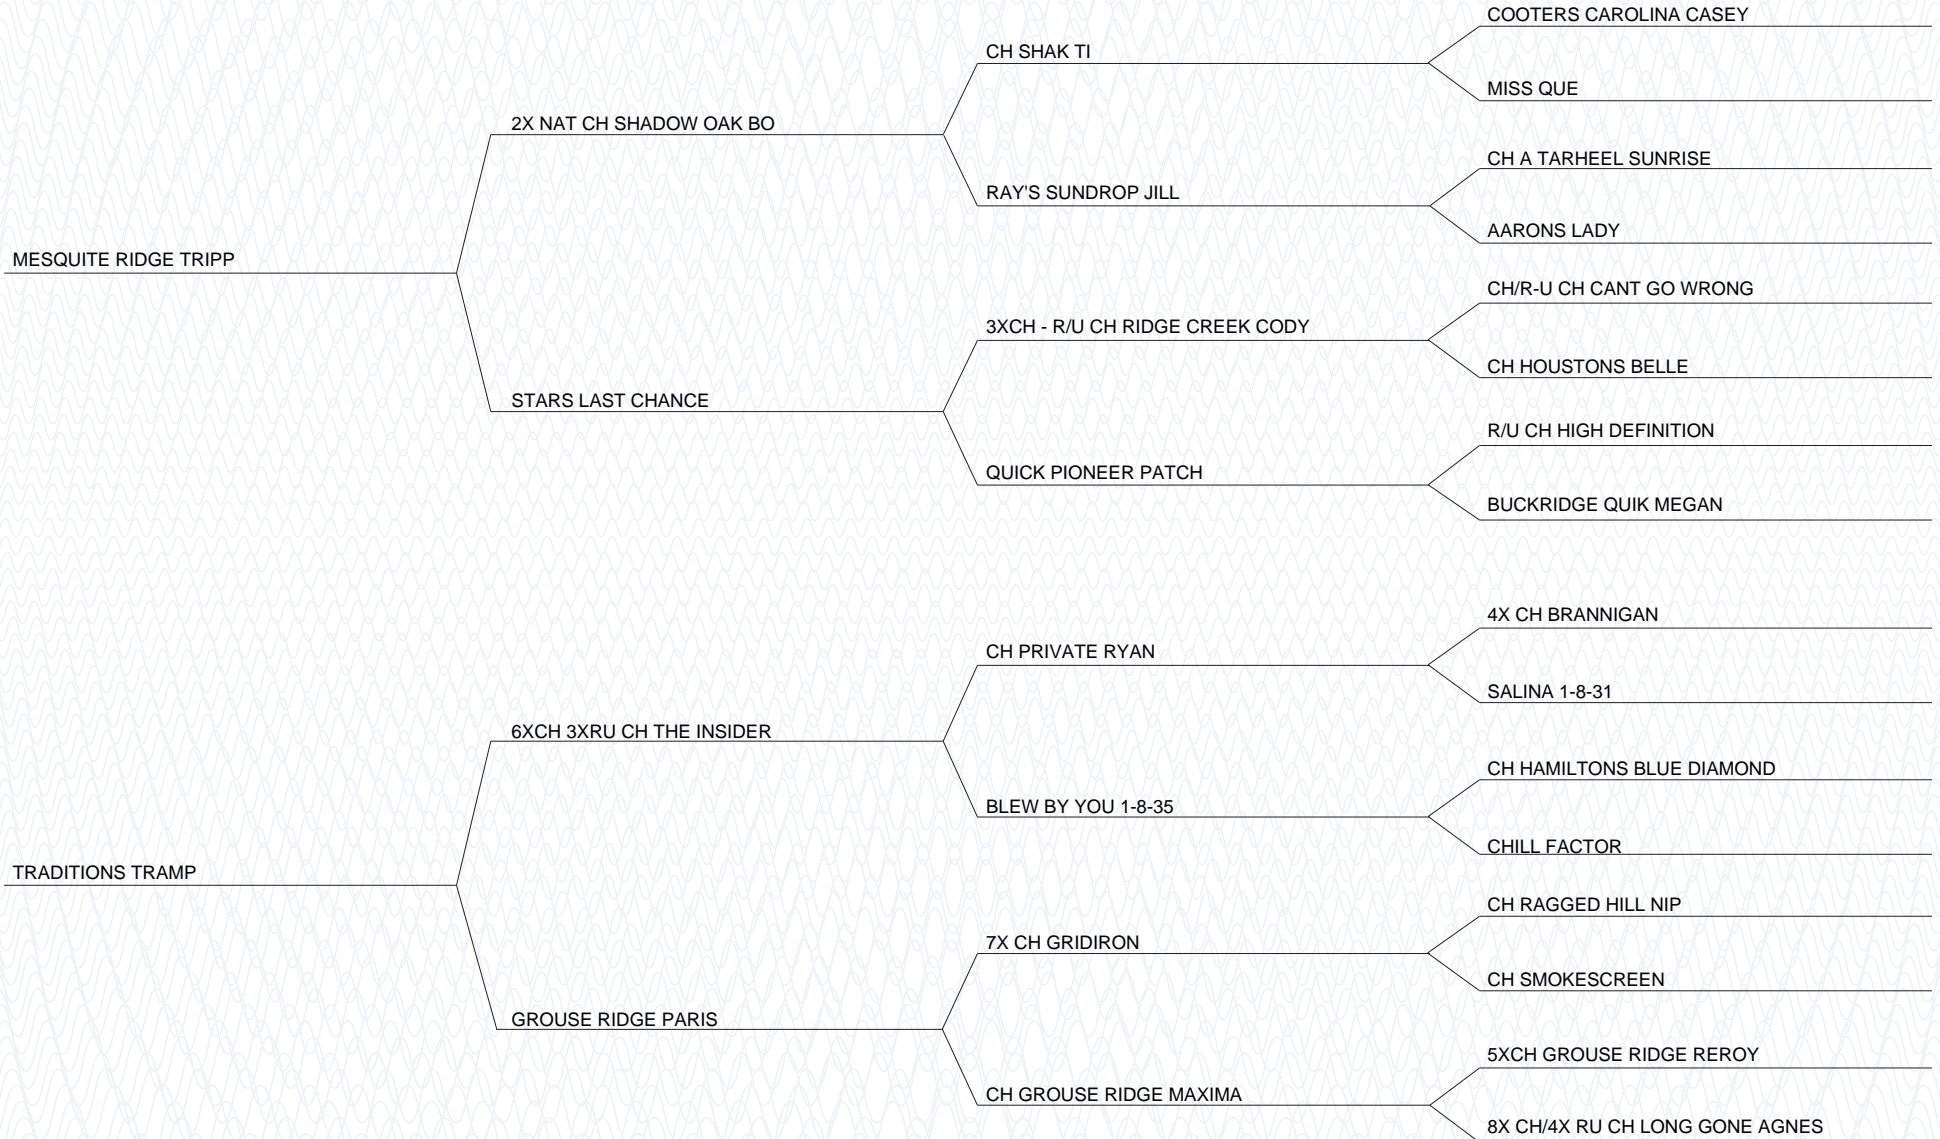 COOTERS CAROLINA CASEY
CH SHAK TI
MISS QUE
2X NAT CH SHADOW OAK BO
CH A TARHEEL SUNRISE
RAY'S SUNDROP JILL
AARONS LADY
MESQUITE RIDGE TRIPP
CH/R-U CH CANT GO WRONG
3XCH - R/U CH RIDGE CREEK CODY
CH HOUSTONS BELLE
STARS LAST CHANCE
R/U CH HIGH DEFINITION
QUICK PIONEER PATCH
BUCKRIDGE QUIK MEGAN
4X CH BRANNIGAN
CH PRIVATE RYAN
SALINA 1-8-31
6XCH 3XRU CH THE INSIDER
CH HAMILTONS BLUE DIAMOND
BLEW BY YOU 1-8-35
CHILL FACTOR
TRADITIONS TRAMP
CH RAGGED HILL NIP
7X CH GRIDIRON
CH SMOKESCREEN
GROUSE RIDGE PARIS
5XCH GROUSE RIDGE REROY
CH GROUSE RIDGE MAXIMA
8X CH/4X RU CH LONG GONE AGNES